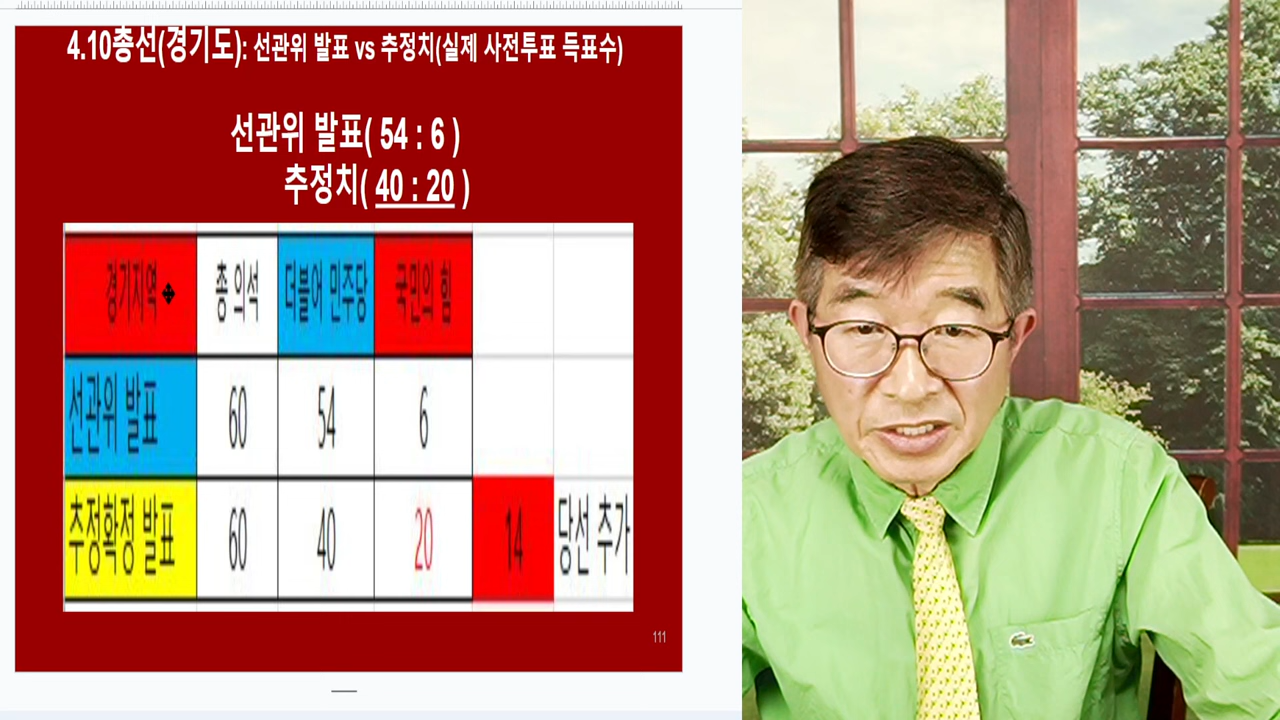 4.10총선(경기도): 선관위 발표 vs 추정치(실제 사전투표 득표수)
선관위 발표( 54 : 6 )
추정치( 40 : 20 )
경기지역 총 의석 더블어 민주당 국민의 힘
선관위 발표 60 54 6
추정확정 발표 60 40 20 14 당선 추가
111